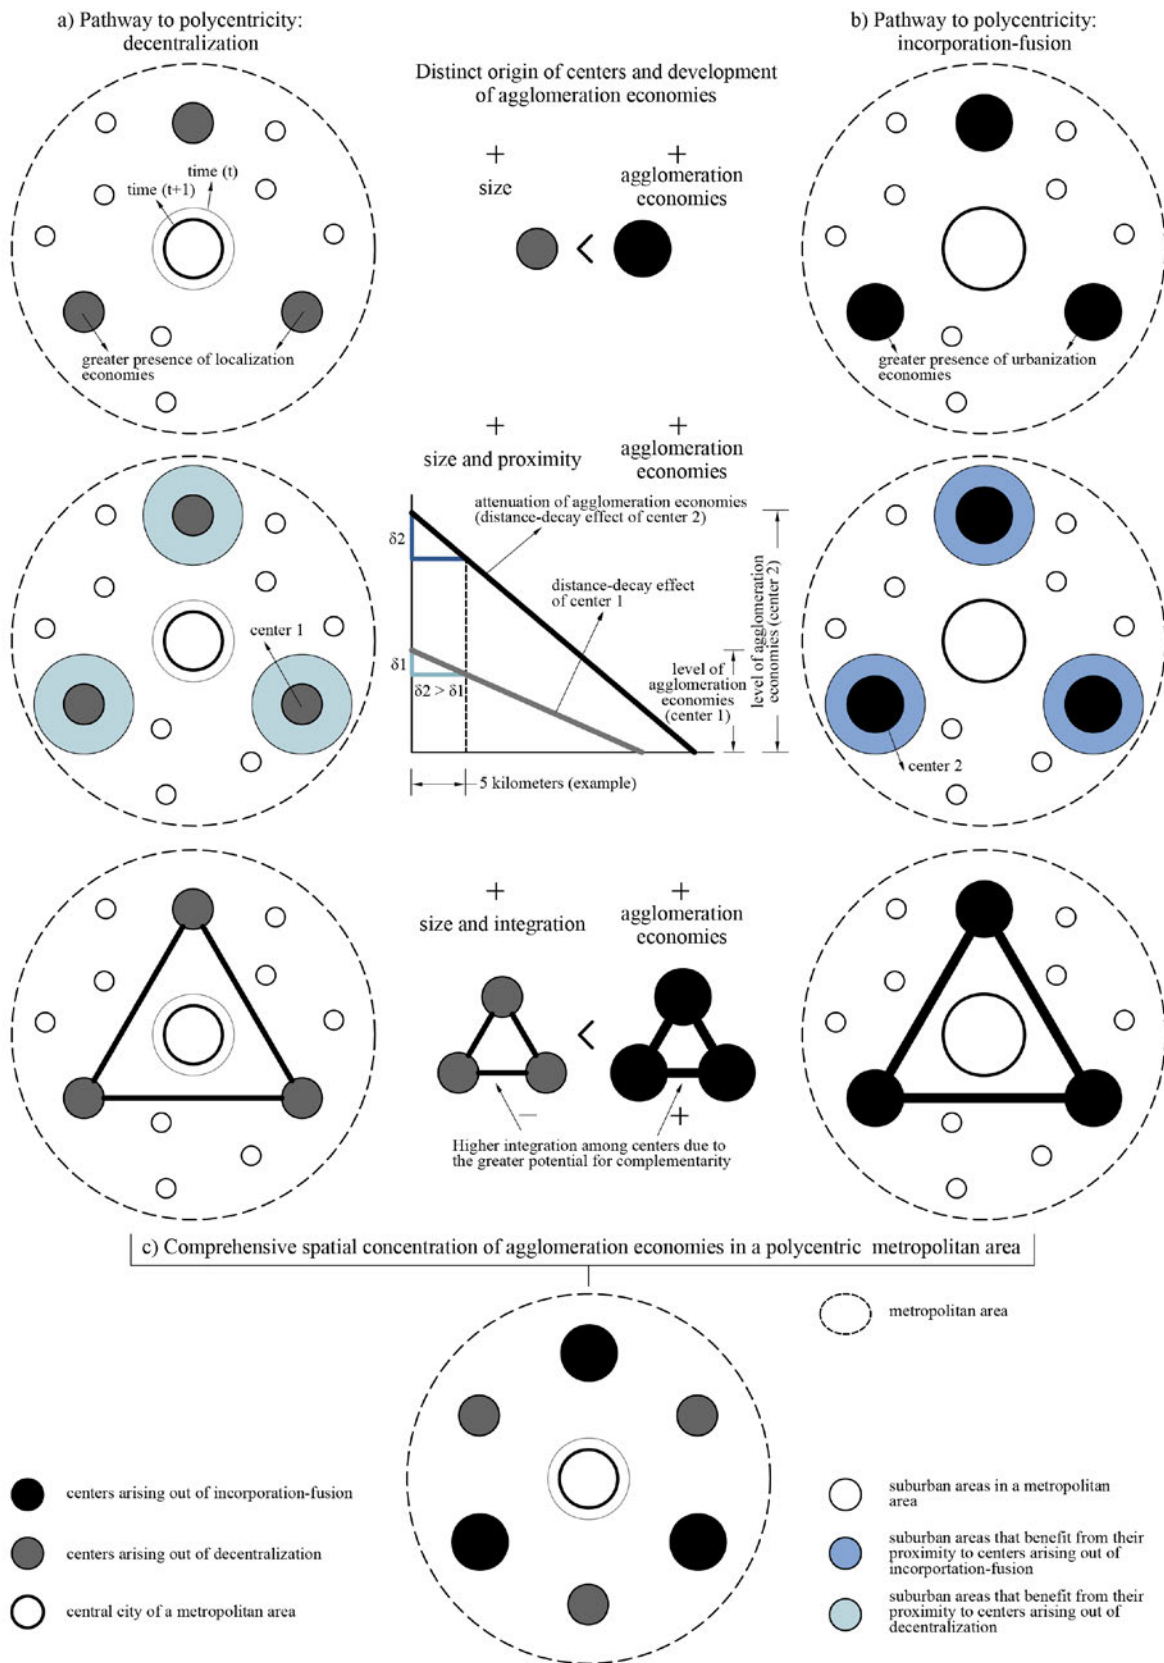 a) Pathway to polycentricity:
decentralization
b) Pathway to polycentricity:
incorporation-fusion
Distinct origin of centers and development
of agglomeration economies
+
size
+
agglomeration
economies
<
time (t)
time (t+1)
greater presence of localization
economies
greater presence of urbanization
economies
+
size and proximity
+
agglomeration
economies
attenuation of agglomeration economies
(distance-decay effect of center 2)
δ2
distance-decay effect
of center 1
δ1
δ2 > δ1
level of
agglomeration
economies
(center 1)
level of agglomeration
economies (center 2)
5 kilometers (example)
center 1
center 2
+
size and integration
+
agglomeration
economies
<
−
+
Higher integration among centers due to
the greater potential for complementarity
c) Comprehensive spatial concentration of agglomeration economies in a polycentric metropolitan area
metropolitan area
centers arising out of incorporation-fusion
centers arising out of decentralization
central city of a metropolitan area
suburban areas in a metropolitan
area
suburban areas that benefit from their
proximity to centers arising out of
incorportation-fusion
suburban areas that benefit from their
proximity to centers arising out of
decentralization